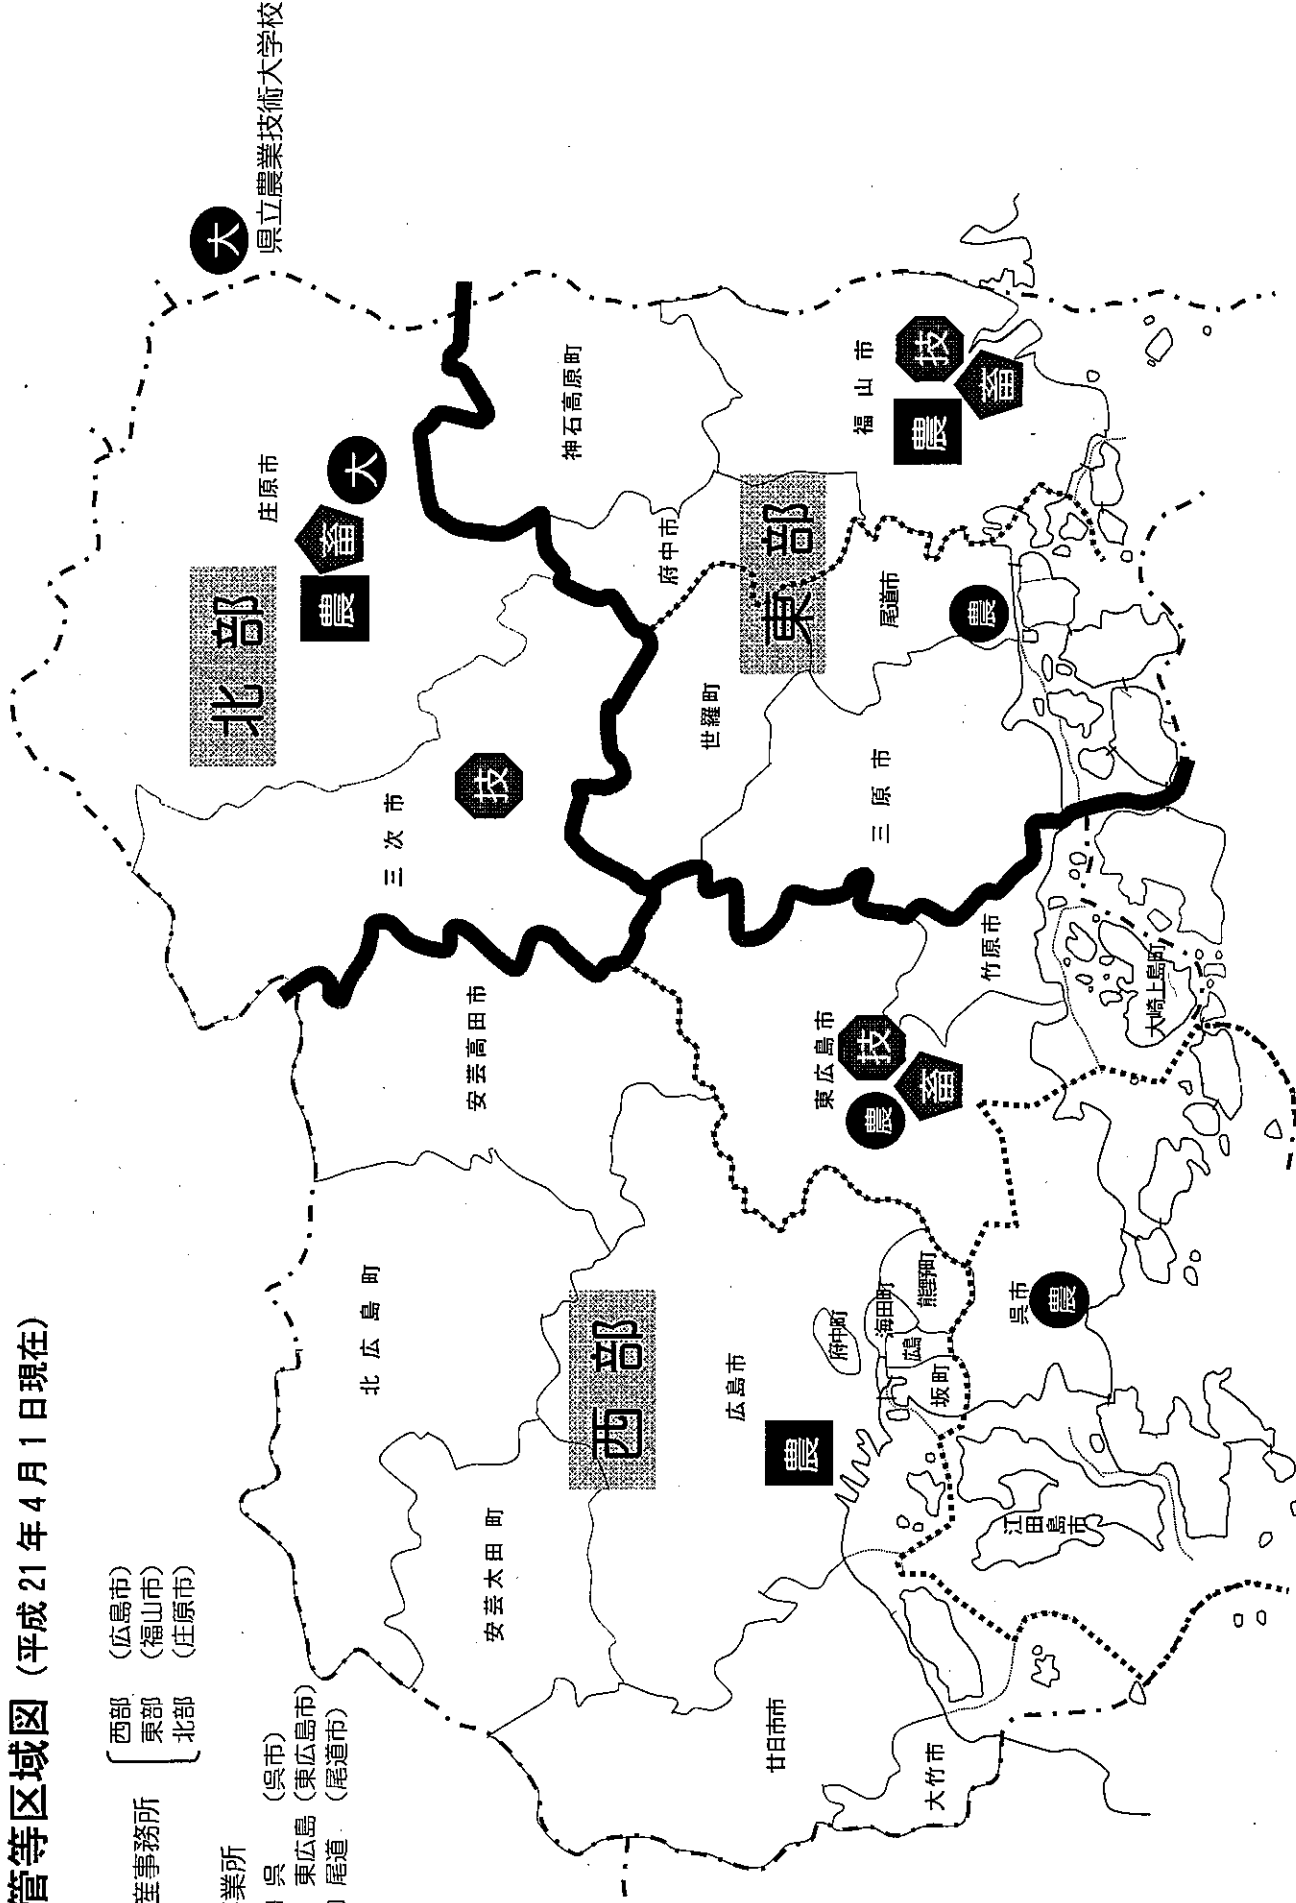 管等区域図（平成21年4月1日現在）
産事務所
西部（広島市）
東部（福山市）
北部（庄原市）
業所
呉（呉市）
東広島（東広島市）
尾道（尾道市）
大
県立農業技術大学校
北部
庄原市
農
畜
大
三次市
技
神石高原町
府中市
東部
世羅町
福山市
農
技
畜
尾道市
農
三原市
竹原市
大崎上島町
安芸高田市
東広島市
農
技
畜
北広島町
西部
安芸太田町
広島市
農
府中町
海田町
熊野町
広島
坂町
呉市
農
江田島市
廿日市市
大竹市